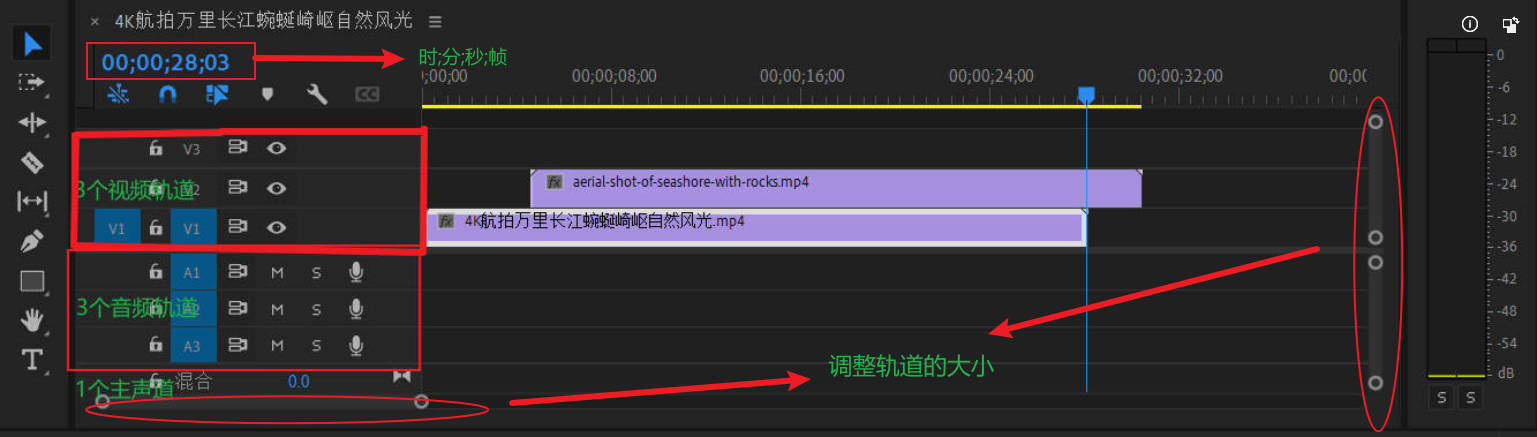 × 4K航拍万里长江蜿蜒崎岖自然风光 ≡
00;00;28;03
时;分;秒;帧
;00;00 00;00;08;00 00;00;16;00 00;00;24;00 00;00;32;00 00;0(
CC
V3
3个视频轨道 V2
fx aerial-shot-of-seashore-with-rocks.mp4
V1 V1
fx 4K航拍万里长江蜿蜒崎岖自然风光.mp4
A1 M S
3个音频轨道 A2 M S
A3 M S
调整轨道的大小
1个主声道 混合 0.0
T
0
-6
-12
-18
-24
-30
-36
-42
-48
-54
dB
S S